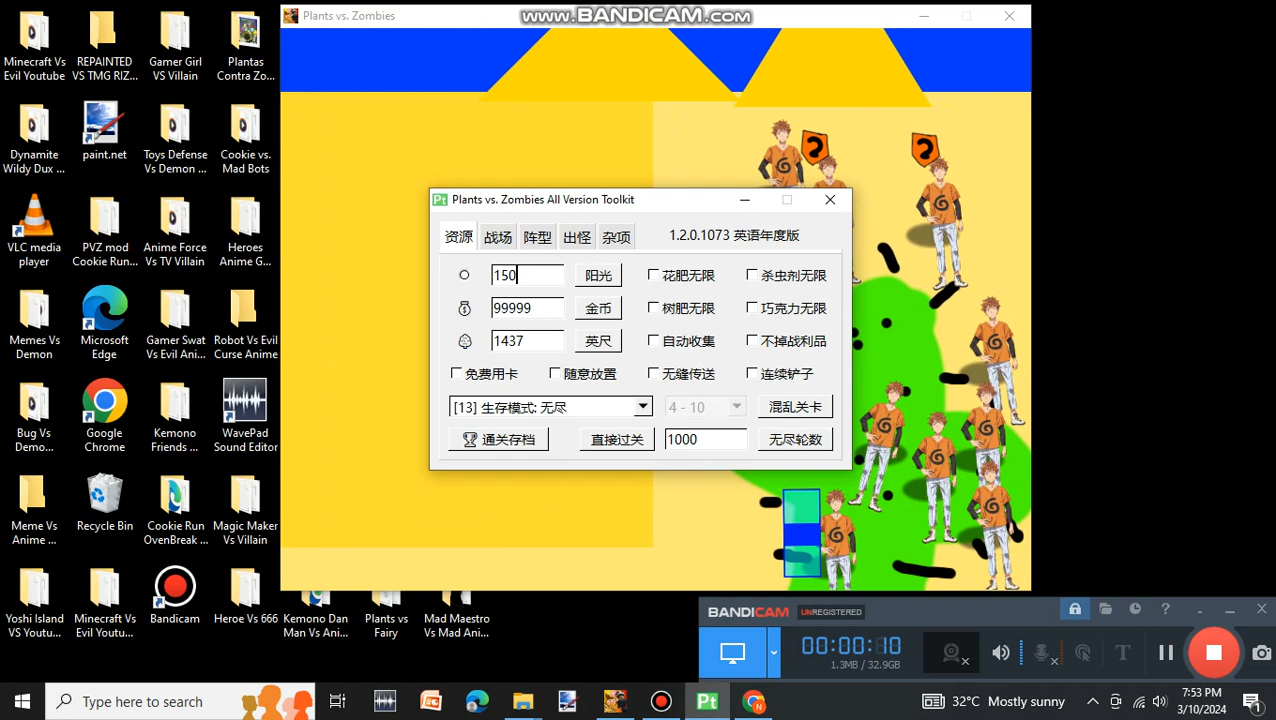 Plants vs. Zombies
www.BANDICAM.com
Minecraft Vs
Evil Youtube
REPAINTED
VS TMG RIZ...
Gamer Girl
VS Villain
Plantas
Contra Zo...
Dynamite
Wildy Dux ...
paint.net
Toys Defense
Vs Demon ...
Cookie vs.
Mad Bots
VLC media
player
PVZ mod
Cookie Run...
Anime Force
Vs TV Villain
Heroes
Anime G...
Memes Vs
Demon
Microsoft
Edge
Gamer Swat
Vs Evil Ani...
Robot Vs Evil
Curse Anime
Bug Vs
Demo...
Google
Chrome
Kemono
Friends ...
WavePad
Sound Editor
Meme Vs
Anime ...
Recycle Bin
Cookie Run
OvenBreak ...
Magic Maker
Vs Villain
Yoshi Island
VS Youtu...
Minecraft Vs
Evil Youtu...
Bandicam
Heroe Vs 666
Kemono Dan
Man Vs Ani...
Plants vs
Fairy
Mad Maestro
Vs Mad Ani...
Pt Plants vs. Zombies All Version Toolkit
资源 战场 阵型 出怪 杂项 1.2.0.1073 英语年度版
150 阳光 花肥无限 杀虫剂无限
99999 金币 树肥无限 巧克力无限
1437 英尺 自动收集 不掉战利品
免费用卡 随意放置 无缝传送 连续铲子
[13] 生存模式: 无尽 4 - 10 混乱关卡
通关存档 直接过关 1000 无尽轮数
BANDICAM UNREGISTERED
00:00:10
1.3MB / 32.9GB
Type here to search
Pt
N
32°C Mostly sunny
7:53 PM
3/10/2024
1